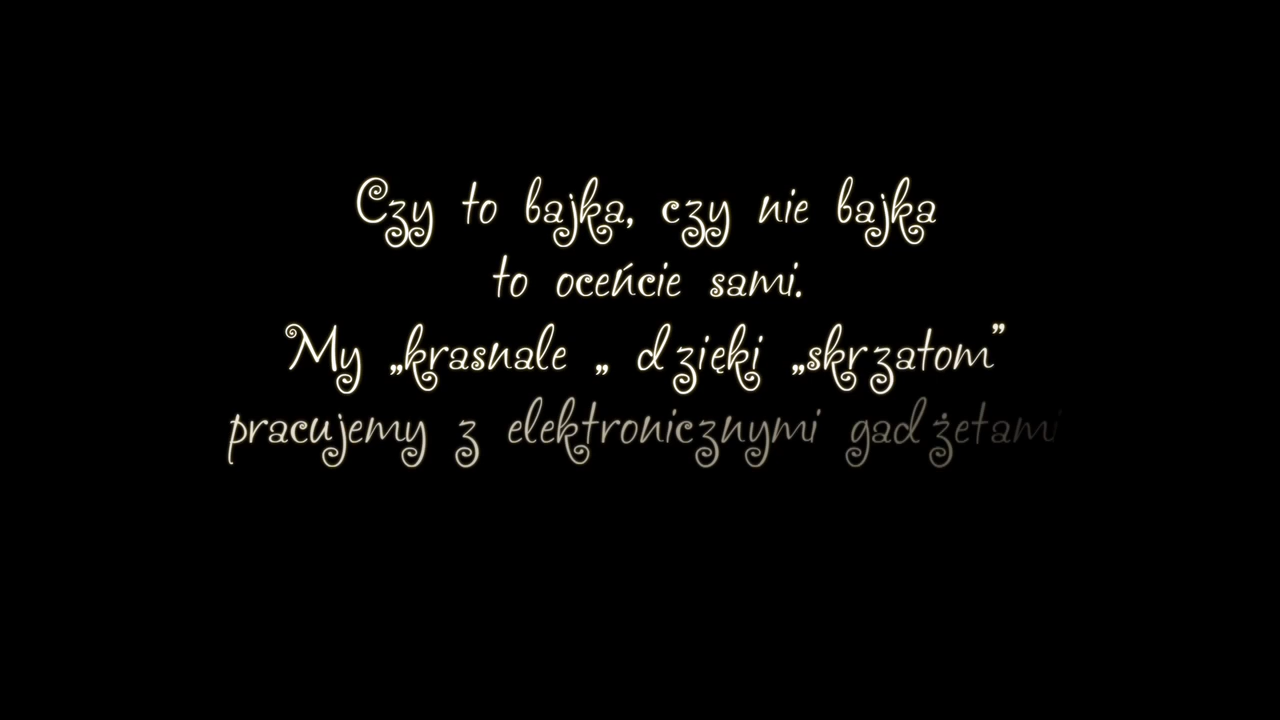 Czy to bajka, czy nie bajka
to oceńcie sami.
My „krasnale „ dzięki „skrzatom”
pracujemy z elektronicznymi gadżetami